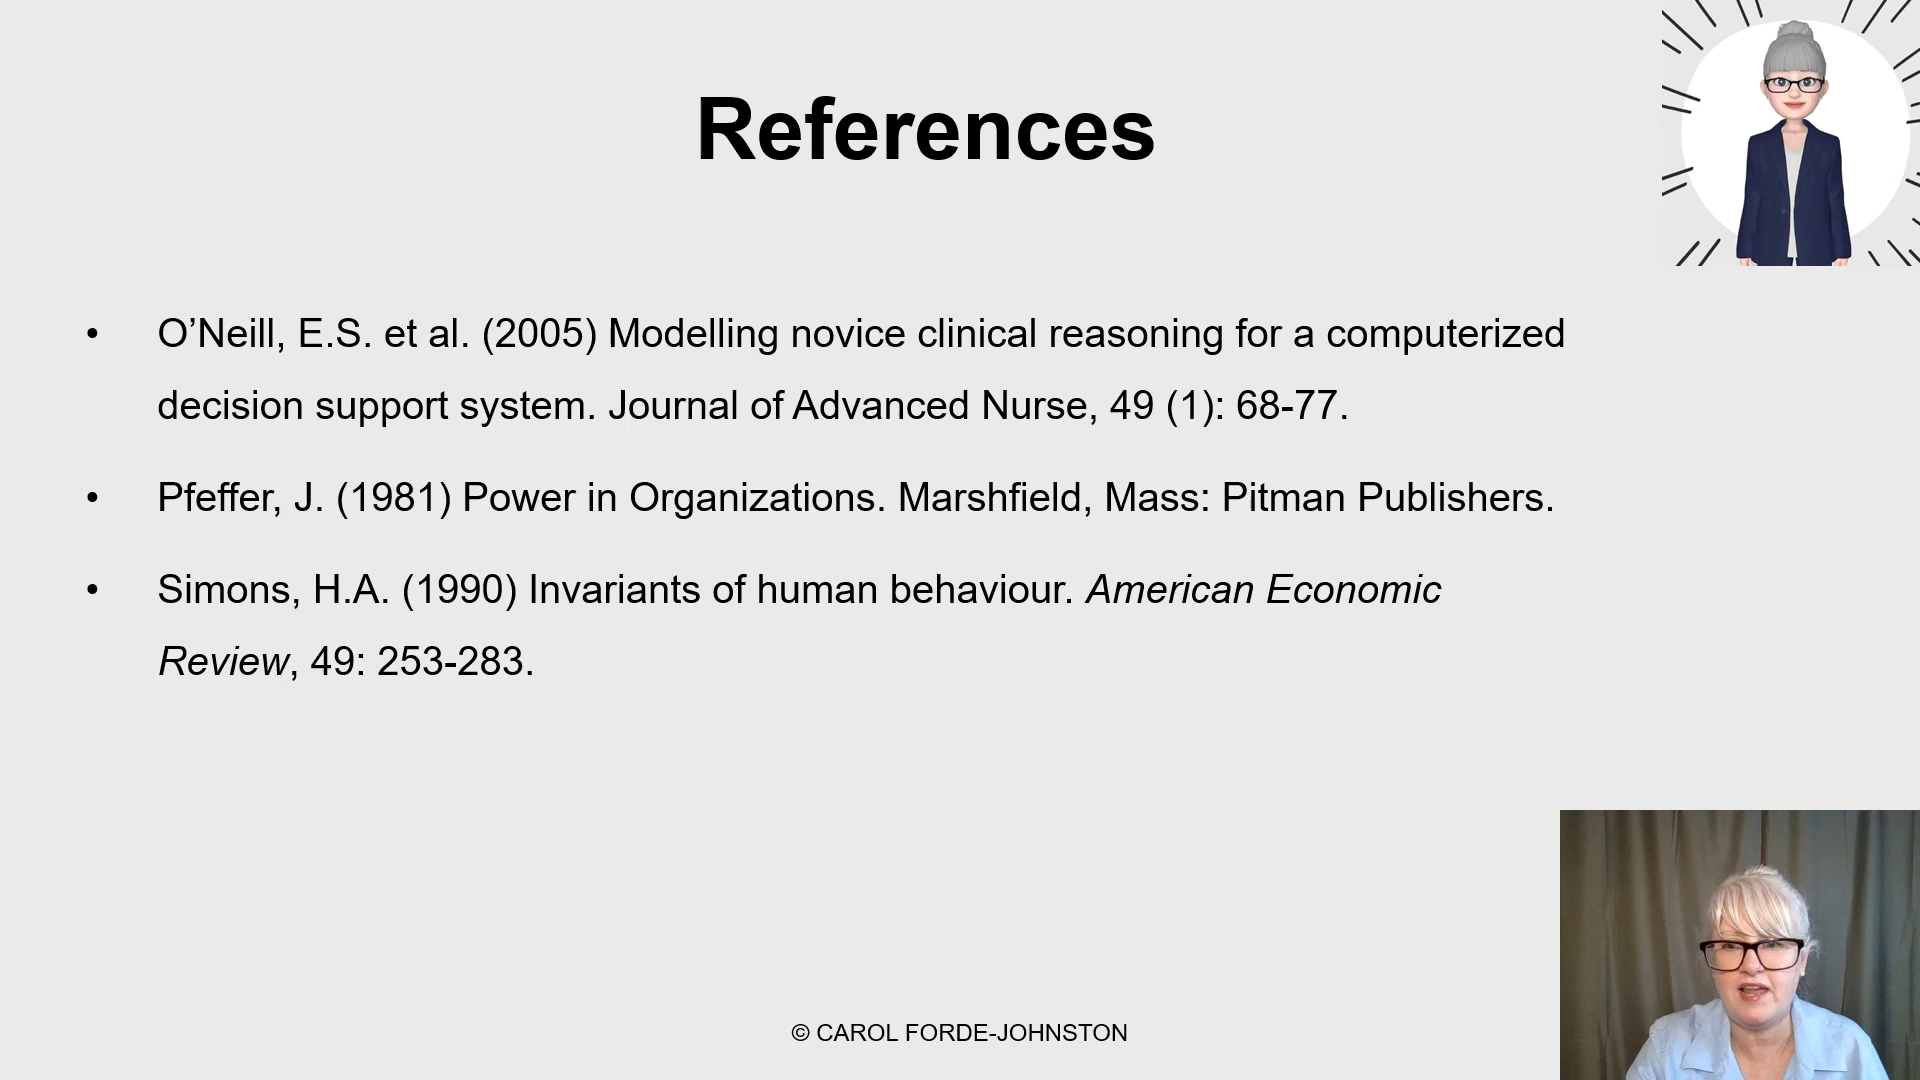 References
• O’Neill, E.S. et al. (2005) Modelling novice clinical reasoning for a computerized
decision support system. Journal of Advanced Nurse, 49 (1): 68-77.
• Pfeffer, J. (1981) Power in Organizations. Marshfield, Mass: Pitman Publishers.
• Simons, H.A. (1990) Invariants of human behaviour. American Economic
Review, 49: 253-283.
© CAROL FORDE-JOHNSTON